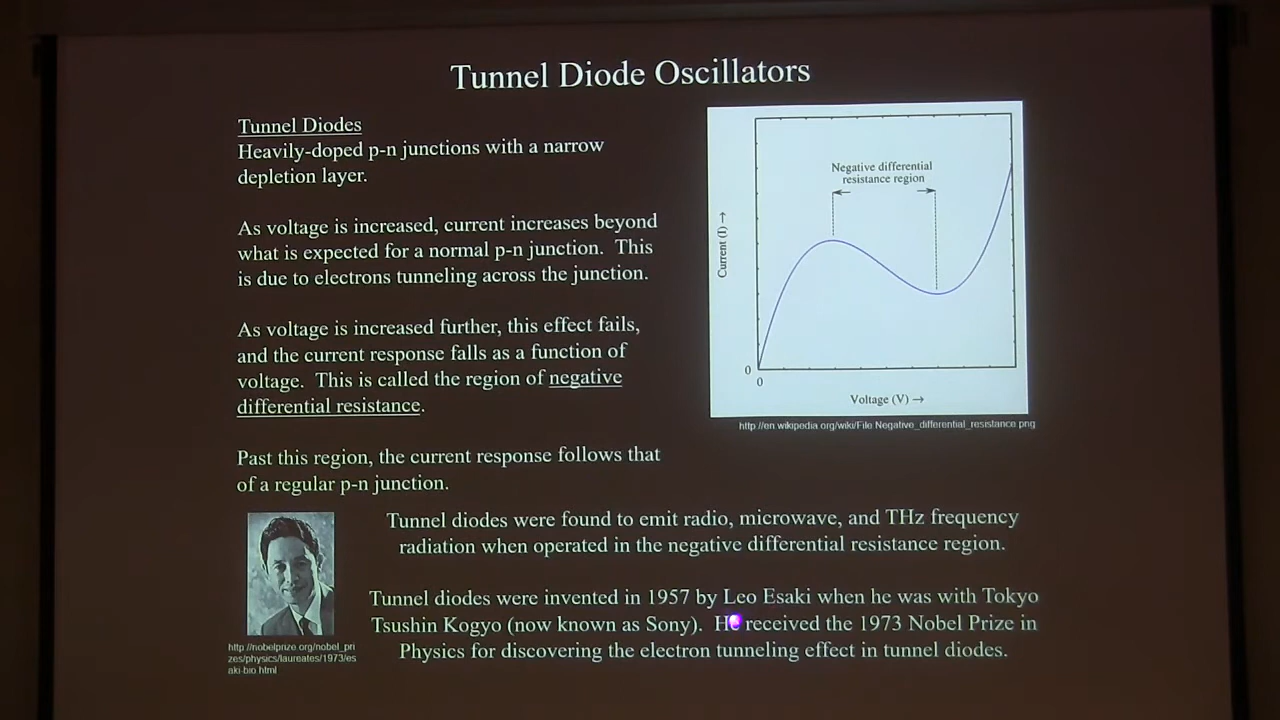 Tunnel Diode Oscillators
Tunnel Diodes
Heavily-doped p-n junctions with a narrow
depletion layer.
As voltage is increased, current increases beyond
what is expected for a normal p-n junction. This
is due to electrons tunneling across the junction.
As voltage is increased further, this effect fails,
and the current response falls as a function of
voltage. This is called the region of negative
differential resistance.
Past this region, the current response follows that
of a regular p-n junction.
Negative differential
resistance region
Current (I) →
0
0
Voltage (V) →
http://en.wikipedia.org/wiki/File:Negative_differential_resistance.png
Tunnel diodes were found to emit radio, microwave, and THz frequency
radiation when operated in the negative differential resistance region.
Tunnel diodes were invented in 1957 by Leo Esaki when he was with Tokyo
Tsushin Kogyo (now known as Sony). He received the 1973 Nobel Prize in
Physics for discovering the electron tunneling effect in tunnel diodes.
http://nobelprize.org/nobel_pri
zes/physics/laureates/1973/es
aki-bio.html